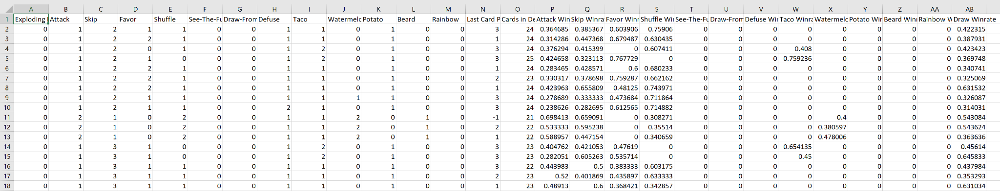 A B C D E F G H I J K L M N O P Q R S T U V W X Y Z AA AB
1 Exploding Attack Skip Favor Shuffle See-The-Fu Draw-From Defuse Taco Watermelc Potato Beard Rainbow Last Card P Cards in De Attack Win Skip Winra Favor Winr Shuffle Wi See-The-Fu Draw-From Defuse Wir Taco Winra Watermelc Potato Wir Beard Wini Rainbow W Draw Winrate
2 0 1 2 1 1 0 0 1 1 0 1 0 0 3 24 0.364685 0.385367 0.603906 0.75906 0 0 0 0 0 0 0 0 0.422315
3 0 1 2 2 1 0 0 1 1 0 1 0 0 1 24 0.314286 0.447368 0.679487 0.630435 0 0 0 0 0 0 0 0 0.387931
4 0 1 2 0 1 0 0 1 2 0 1 0 0 3 24 0.376294 0.415399 0 0.607411 0 0 0 0.408 0 0 0 0 0.423423
5 0 1 2 1 0 0 0 1 2 0 1 0 0 3 25 0.424658 0.323113 0.767729 0 0 0 0 0.759236 0 0 0 0 0.369748
6 0 1 2 2 1 0 0 1 1 0 1 0 0 1 24 0.283465 0.428571 0.6 0.680233 0 0 0 0 0 0 0 0 0.340741
7 0 1 2 2 1 0 0 1 1 0 1 0 0 2 23 0.330317 0.378698 0.759287 0.662162 0 0 0 0 0 0 0 0 0.325069
8 0 1 2 2 1 0 0 1 1 0 1 0 0 1 24 0.423963 0.655809 0.48125 0.743971 0 0 0 0 0 0 0 0 0.631532
9 0 1 2 1 1 0 0 1 1 1 1 0 0 3 24 0.278689 0.333333 0.473684 0.711864 0 0 0 0 0 0 0 0 0.326087
10 0 1 2 1 1 0 0 2 1 0 1 0 0 3 24 0.238626 0.282695 0.612565 0.714882 0 0 0 0 0 0 0 0 0.314031
11 0 2 1 0 2 0 0 1 1 2 0 1 0 -1 21 0.698413 0.659091 0 0.308271 0 0 0 0 0.4 0 0 0 0.543084
12 0 2 1 0 2 0 0 1 1 2 0 1 0 2 22 0.533333 0.595238 0 0.35514 0 0 0 0 0.380597 0 0 0 0.543624
13 0 2 1 0 2 0 0 1 1 2 0 1 0 1 22 0.588957 0.447154 0 0.340659 0 0 0 0 0.478006 0 0 0 0.363636
14 0 1 3 1 0 0 0 1 2 0 1 0 0 3 23 0.404762 0.421053 0.47619 0 0 0 0 0.654135 0 0 0 0 0.45614
15 0 1 3 1 0 0 0 1 2 0 1 0 0 3 23 0.282051 0.605263 0.535714 0 0 0 0 0.45 0 0 0 0 0.645833
16 0 1 3 1 1 0 0 1 1 0 1 0 0 3 22 0.443983 0.5 0.383333 0.603175 0 0 0 0 0 0 0 0 0.437984
17 0 1 3 1 1 0 0 1 1 0 1 0 0 2 23 0.52 0.401869 0.435897 0.633333 0 0 0 0 0 0 0 0 0.353293
18 0 1 3 1 1 0 0 1 1 0 1 0 0 1 23 0.48913 0.6 0.368421 0.342857 0 0 0 0 0 0 0 0 0.631034